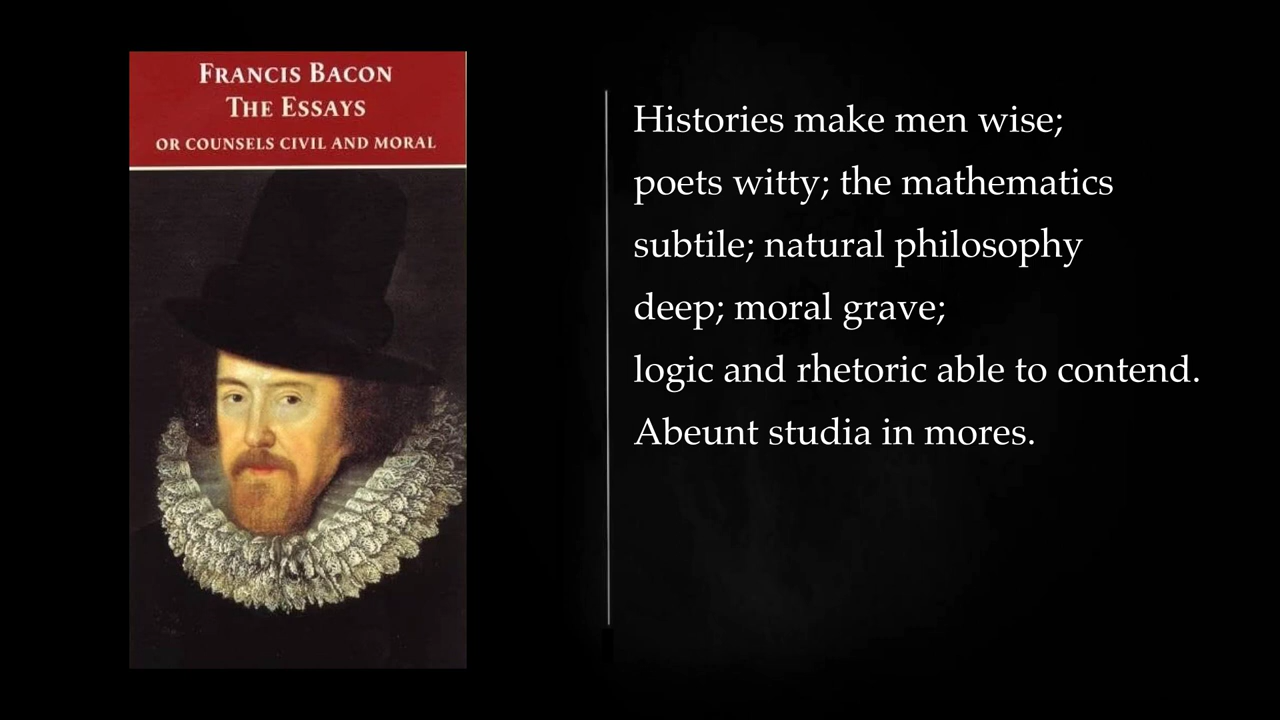 FRANCIS BACON
THE ESSAYS
OR COUNSELS CIVIL AND MORAL
Histories make men wise;
poets witty; the mathematics
subtile; natural philosophy
deep; moral grave;
logic and rhetoric able to contend.
Abeunt studia in mores.